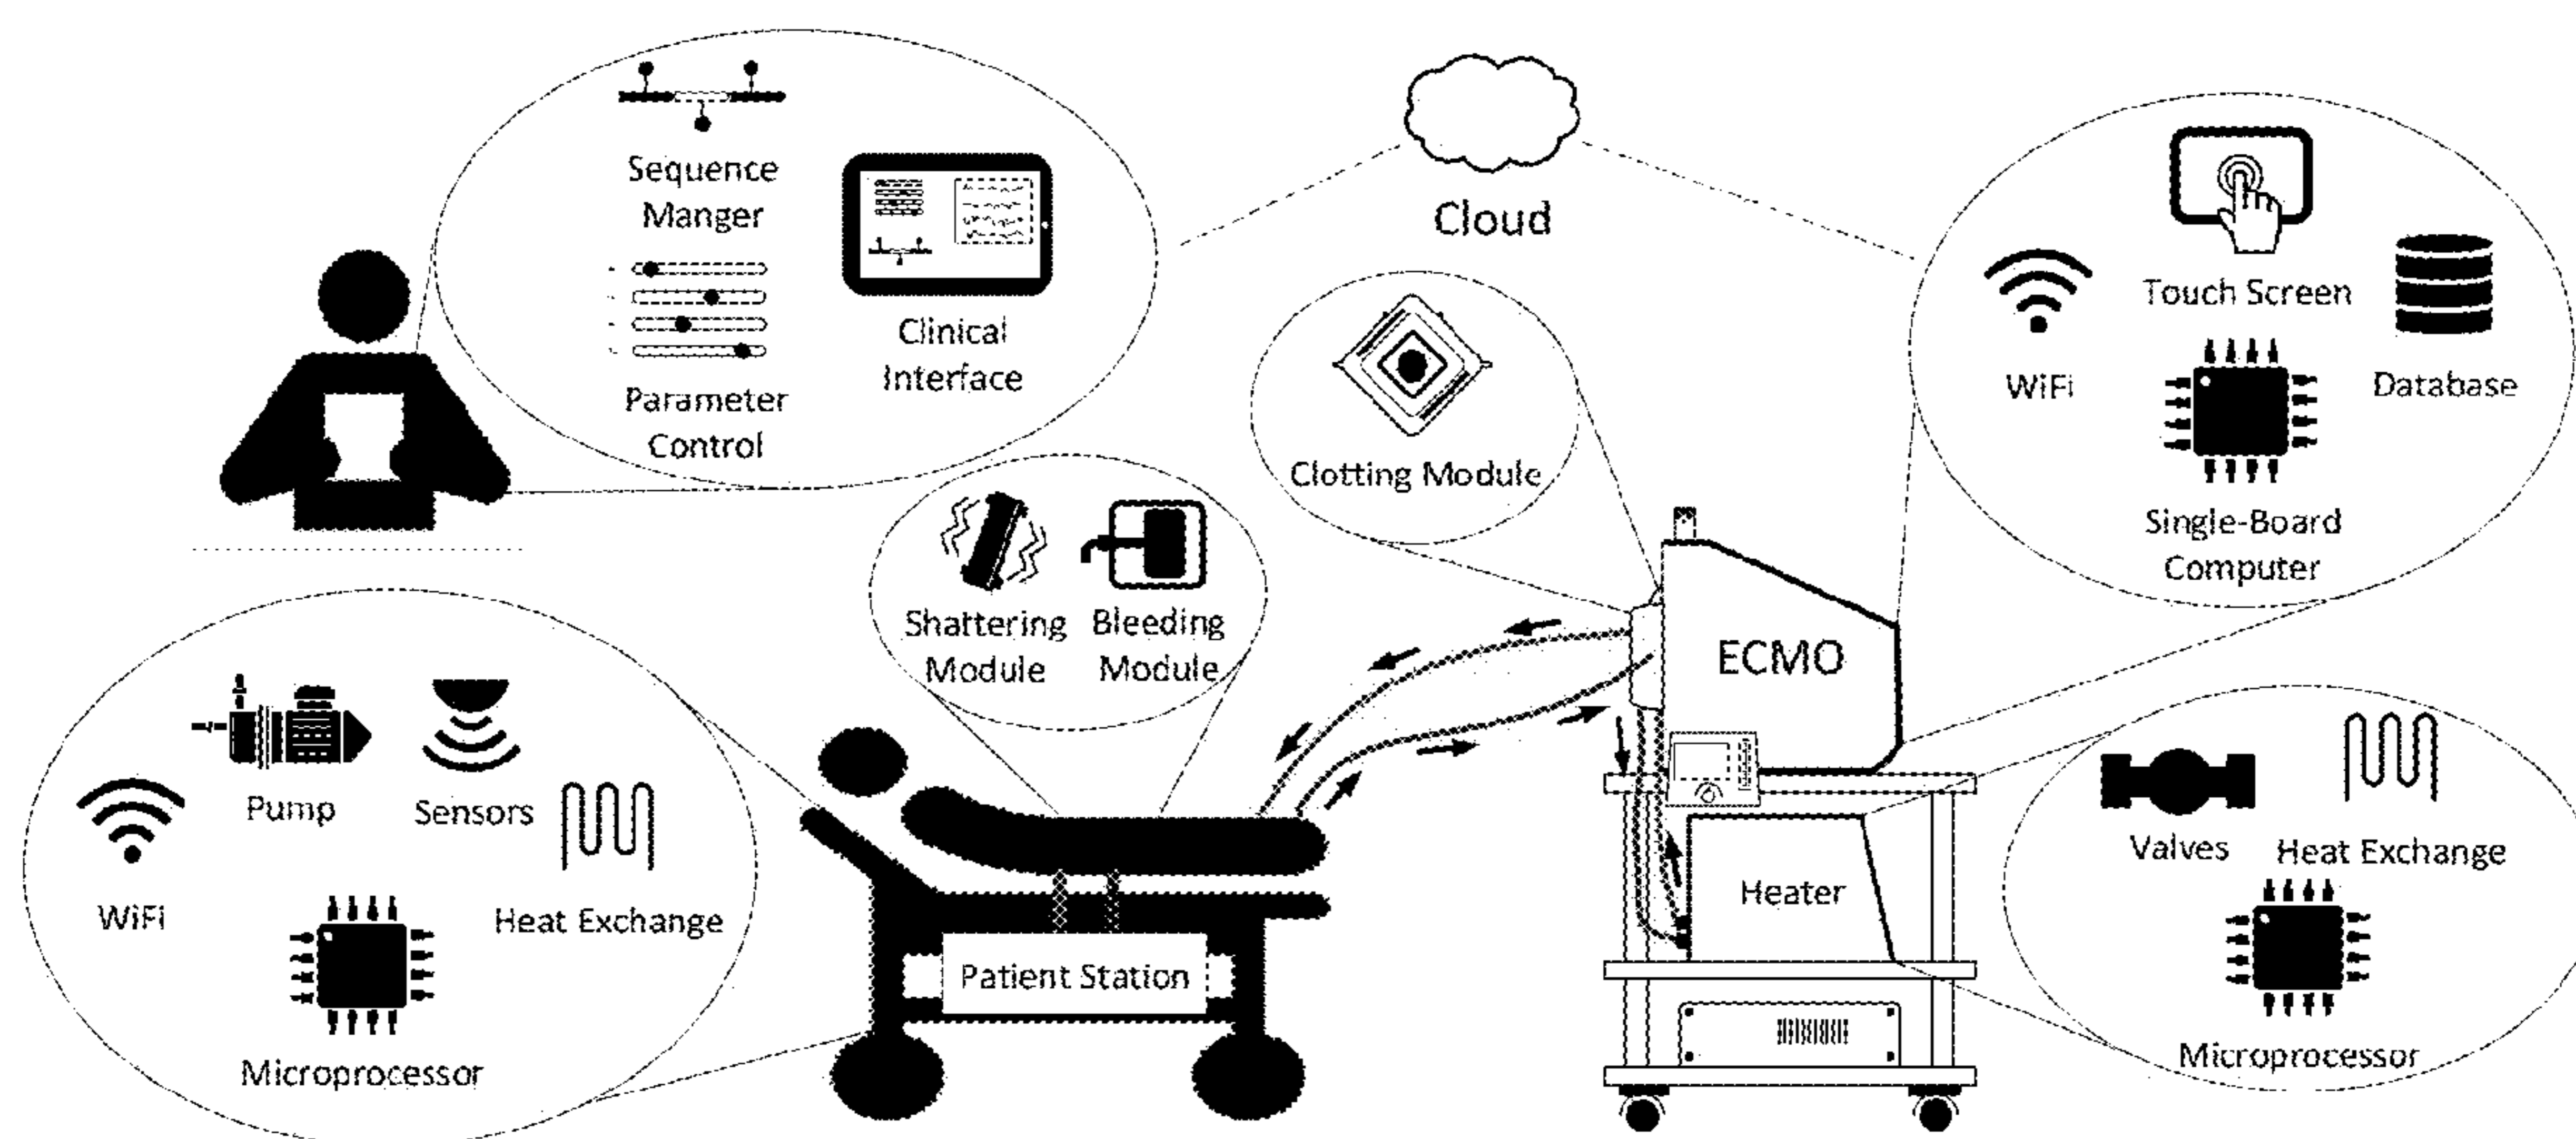 Sequence
Manger
Parameter
Control
Clinical
Interface
Cloud
Clotting Module
Touch Screen
WiFi
Database
Single-Board
Computer
Shattering
Module
Bleeding
Module
ECMO
Pump
Sensors
WiFi
Heat Exchange
Microprocessor
Patient Station
Heater
Valves
Heat Exchange
Microprocessor